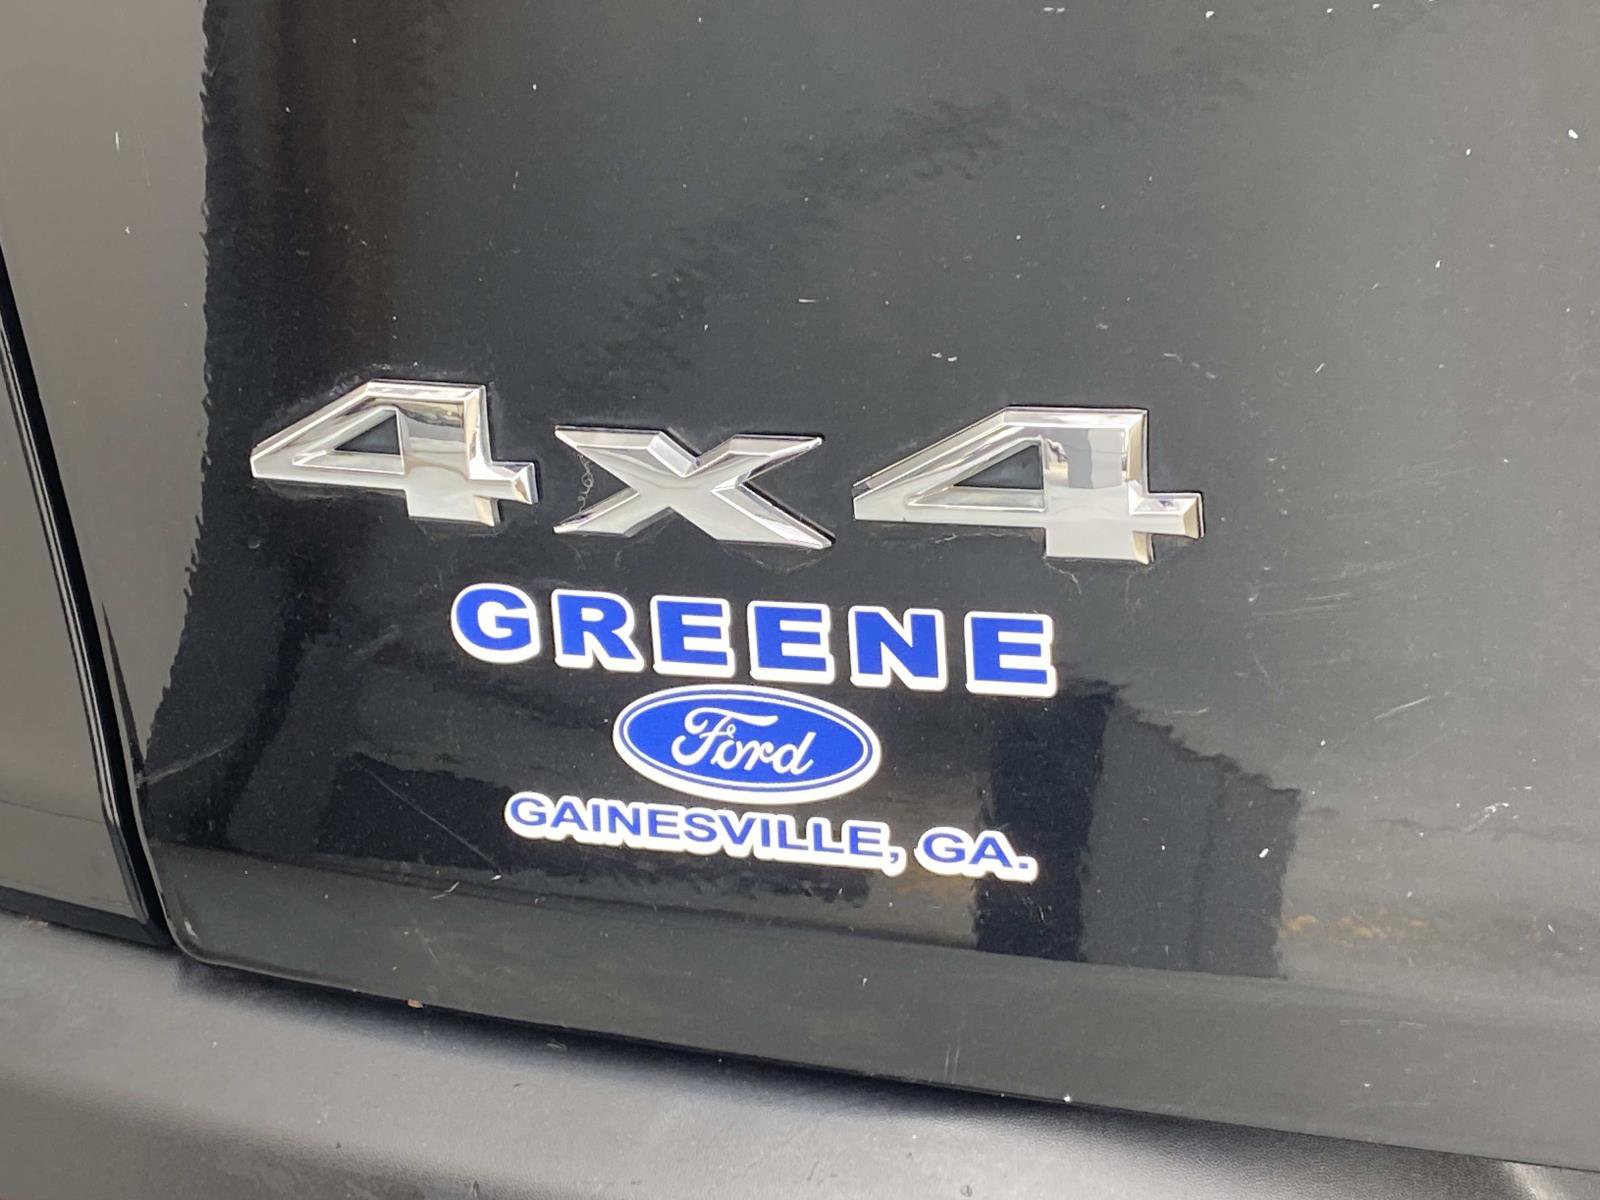 4x4
GREENE
Ford
GAINESVILLE, GA.